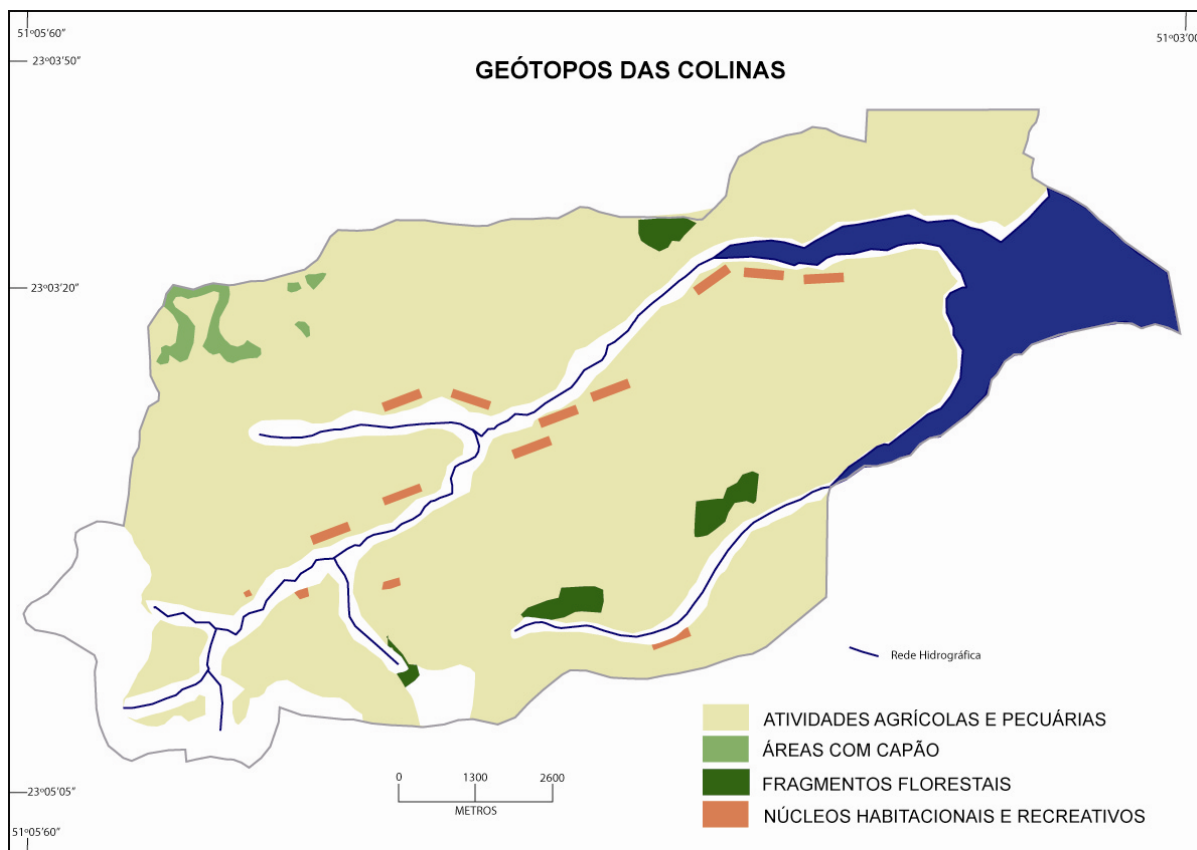 51º05'60"
51º03'00
23º03'50"
GEÓTOPOS DAS COLINAS
23º03'20"
Rede Hidrográfica
ATIVIDADES AGRÍCOLAS E PECUÁRIAS
ÁREAS COM CAPÃO
FRAGMENTOS FLORESTAIS
NÚCLEOS HABITACIONAIS E RECREATIVOS
0 1300 2600
METROS
23º05'05"
51º05'60"